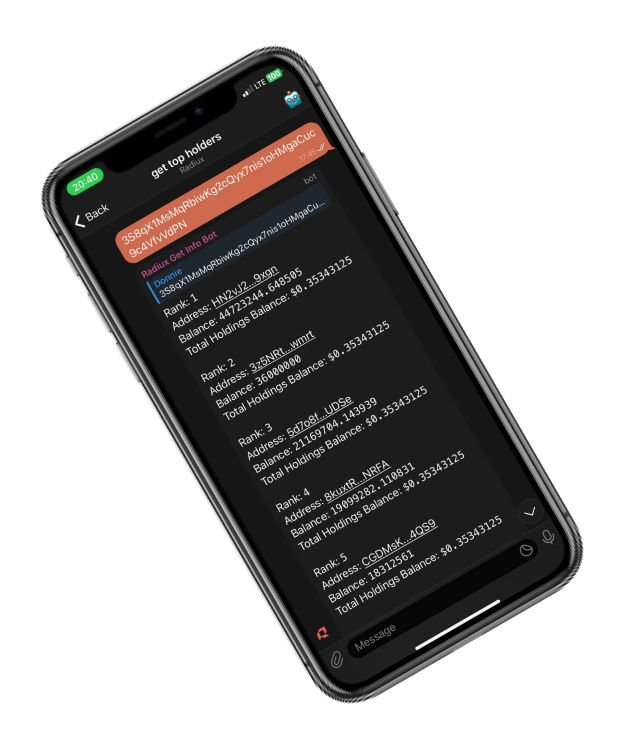 20:40
LTE 100
Back
get top holders
Radiux
3S8qX1MsMqRbiwKg2cQyx7nis1oHMgaCuc
9c4VfvVdPN
17:45
Radiux Get Info Bot
bot
Donnie
3S8qX1MsMqRbiwKg2cQyx7nis1oHMgaCu...
Rank: 1
Address: HN2vJ2...9xgn
Balance: 44723244.648505
Total Holdings Balance: $0.35343125
Rank: 2
Address: 3z5NRt...wmrt
Balance: 36000000
Total Holdings Balance: $0.35343125
Rank: 3
Address: 5d7o8f...UDSe
Balance: 21169704.143939
Total Holdings Balance: $0.35343125
Rank: 4
Address: 8kuxtR...NRFA
Balance: 19099282.110831
Total Holdings Balance: $0.35343125
Rank: 5
Address: CGDMsK...4QS9
Balance: 18312561
Total Holdings Balance: $0.35343125
Message